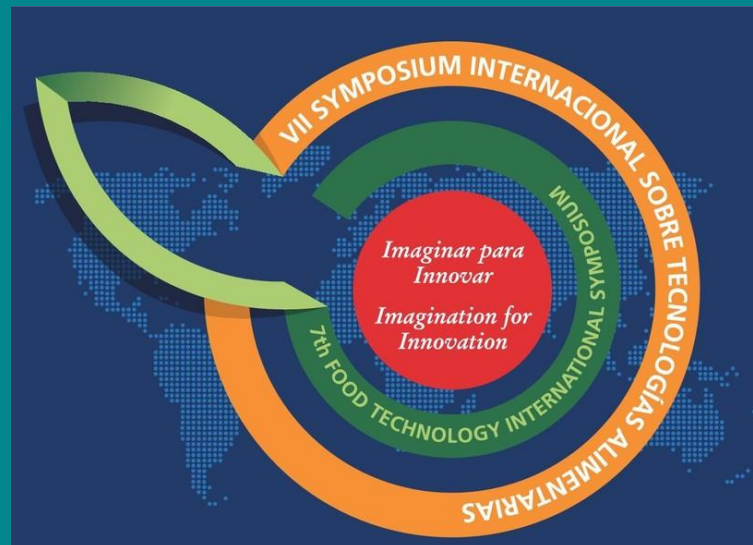 VII SYMPOSIUM INTERNACIONAL SOBRE TECNOLOGÍAS ALIMENTARIAS
7th FOOD TECHNOLOGY INTERNATIONAL SYMPOSIUM
Imaginar para
Innovar
Imagination for
Innovation